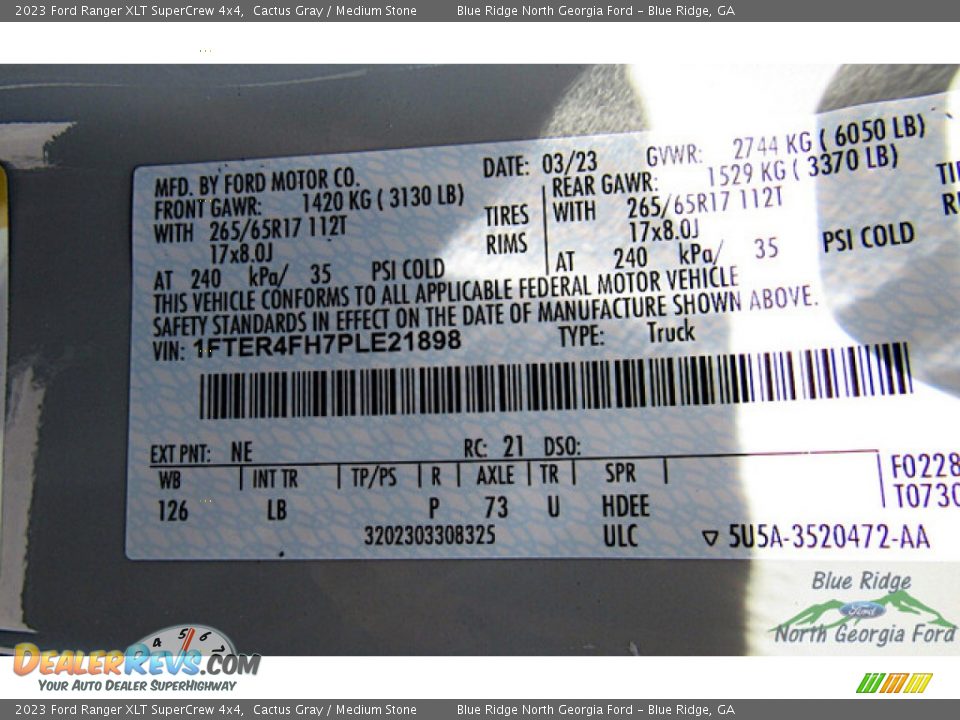 2023 Ford Ranger XLT SuperCrew 4x4, Cactus Gray / Medium Stone Blue Ridge North Georgia Ford - Blue Ridge, GA
MFD. BY FORD MOTOR CO. DATE: 03/23 GVWR: 2744 KG ( 6050 LB)
FRONT GAWR: 1420 KG ( 3130 LB) REAR GAWR: 1529 KG ( 3370 LB)
WITH 265/65R17 112T TIRES WITH 265/65R17 112T
17x8.0J RIMS 17x8.0J
AT 240 kPa/ 35 PSI COLD AT 240 kPa/ 35 PSI COLD
THIS VEHICLE CONFORMS TO ALL APPLICABLE FEDERAL MOTOR VEHICLE
SAFETY STANDARDS IN EFFECT ON THE DATE OF MANUFACTURE SHOWN ABOVE.
VIN: 1FTER4FH7PLE21898 TYPE: Truck
EXT PNT: NE RC: 21 DSO:
WB INT TR TP/PS R AXLE TR SPR F0228
126 LB P 73 U HDEE T0730
3202303308325 ULC ▽ 5U5A-3520472-AA
Blue Ridge
Ford
North Georgia Ford
4 5 6
DEALERREVS.COM
YOUR AUTO DEALER SUPERHIGHWAY
2023 Ford Ranger XLT SuperCrew 4x4, Cactus Gray / Medium Stone Blue Ridge North Georgia Ford - Blue Ridge, GA